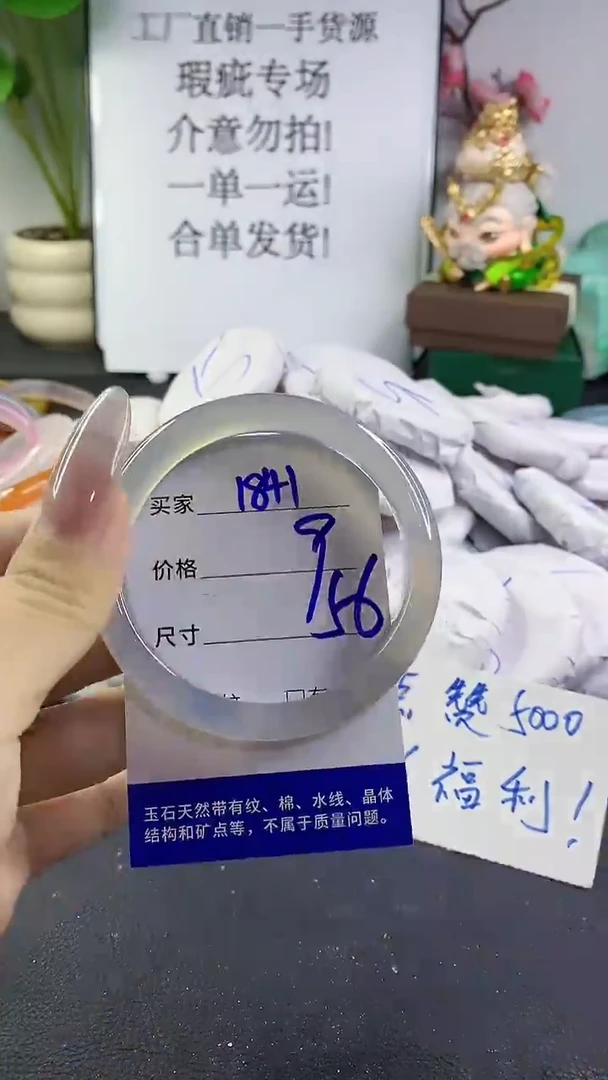 工厂直销一手货源
瑕疵专场
介意勿拍!
一单一运!
合单发货!
买家 1841
价格 9
尺寸 56
玉石天然带有纹、棉、水线、晶体
结构和矿点等，不属于质量问题。
赞 5000
福利!